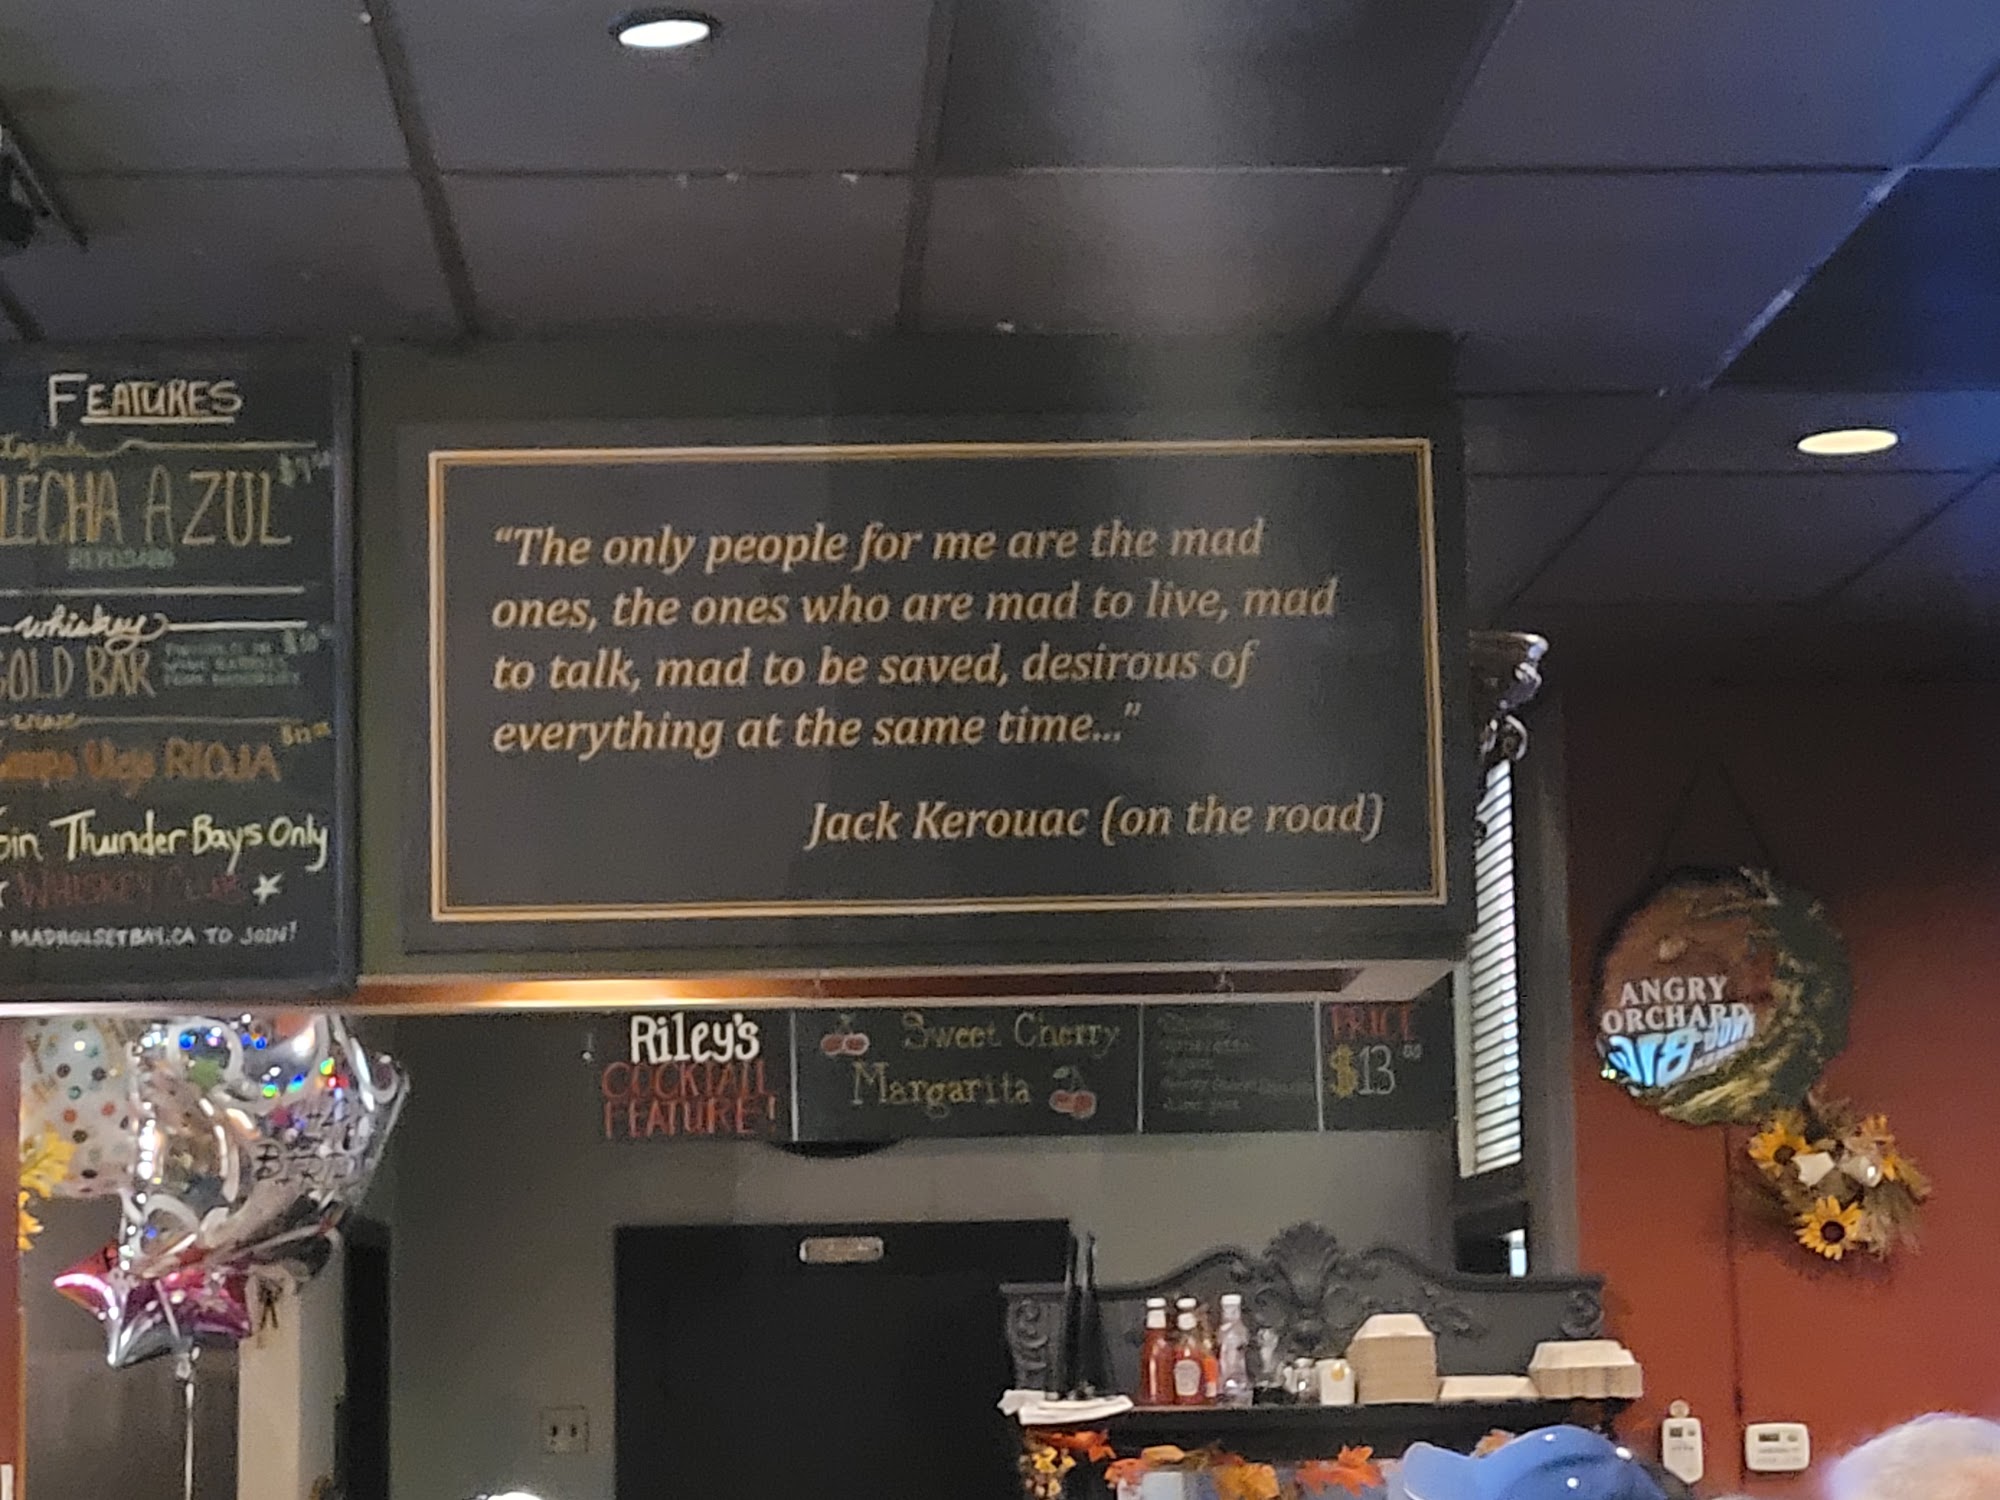 FEATURES
LECHA AZUL
REPOSADO
whiskey
GOLD BAR
RIOJA
Join Thunder Bay's Only
WHISKEY CLUB
MADHOUSETBAY.CA TO JOIN!
“The only people for me are the mad
ones, the ones who are mad to live, mad
to talk, mad to be saved, desirous of
everything at the same time...”
Jack Kerouac (on the road)
Riley's
COCKTAIL
FEATURE!
Sweet Cherry
Margarita
PRICE
$13
ANGRY
ORCHARD